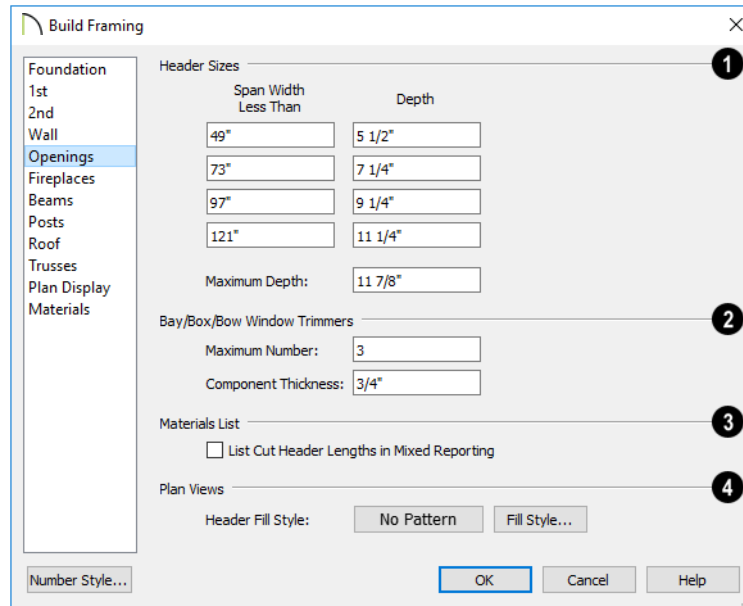 Build Framing
Foundation
1st
2nd
Wall
Openings
Fireplaces
Beams
Posts
Roof
Trusses
Plan Display
Materials
Header Sizes 1
Span Width
Less Than
Depth
49" 5 1/2"
73" 7 1/4"
97" 9 1/4"
121" 11 1/4"
Maximum Depth: 11 7/8"
Bay/Box/Bow Window Trimmers 2
Maximum Number: 3
Component Thickness: 3/4"
Materials List 3
List Cut Header Lengths in Mixed Reporting
Plan Views 4
Header Fill Style: No Pattern Fill Style...
Number Style... OK Cancel Help